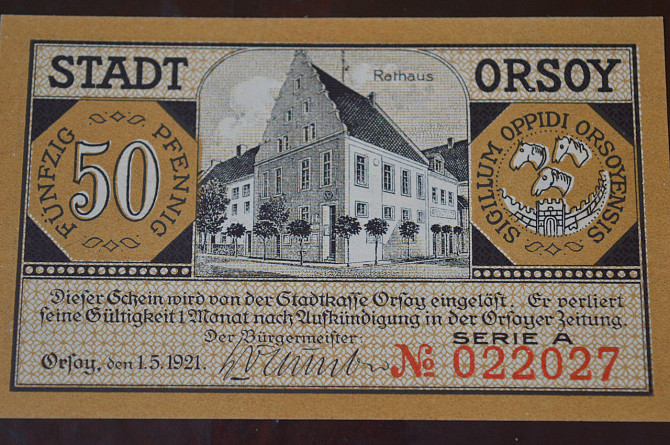 STADT ORSOY
Rathaus
FÜNFZIG PFENNIG
50
SIGILLUM OPPIDI ORSOYENSIS
Dieser Schein wird von der Stadtkasse Orsoy eingelöst. Er verliert
seine Gültigkeit 1 Monat nach Aufkündigung in der Orsoyer Zeitung.
Der Bürgermeister:
SERIE A
Orsoy, den 1.5.1921.
№ 022027